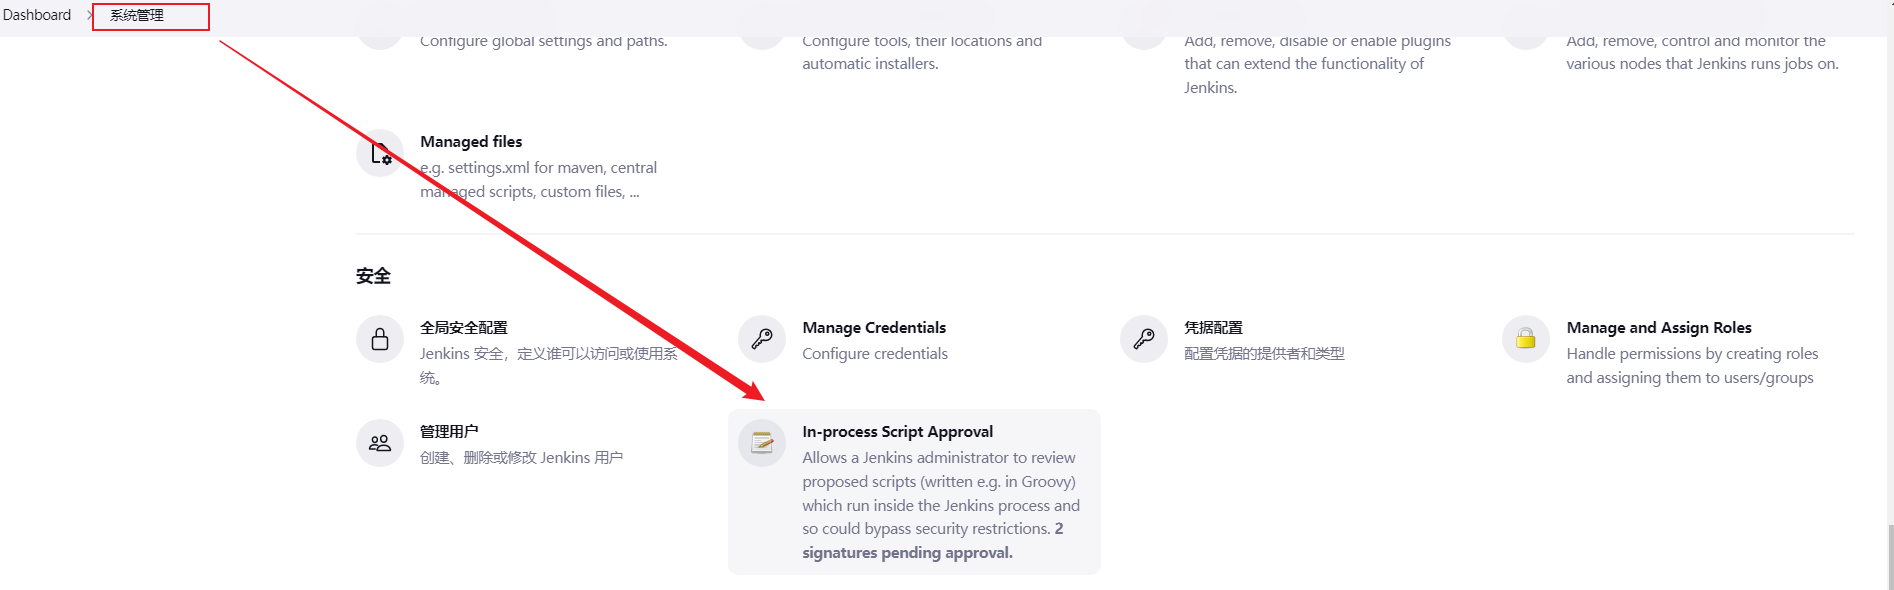 Dashboard
系统管理
Configure global settings and paths.
Configure tools, their locations and
automatic installers.
Add, remove, disable or enable plugins
that can extend the functionality of
Jenkins.
Add, remove, control and monitor the
various nodes that Jenkins runs jobs on.
Managed files
e.g. settings.xml for maven, central
managed scripts, custom files, ...
安全
全局安全配置
Jenkins 安全，定义谁可以访问或使用系
统。
Manage Credentials
Configure credentials
凭据配置
配置凭据的提供者和类型
Manage and Assign Roles
Handle permissions by creating roles
and assigning them to users/groups
管理用户
创建、删除或修改 Jenkins 用户
In-process Script Approval
Allows a Jenkins administrator to review
proposed scripts (written e.g. in Groovy)
which run inside the Jenkins process and
so could bypass security restrictions. 2
signatures pending approval.